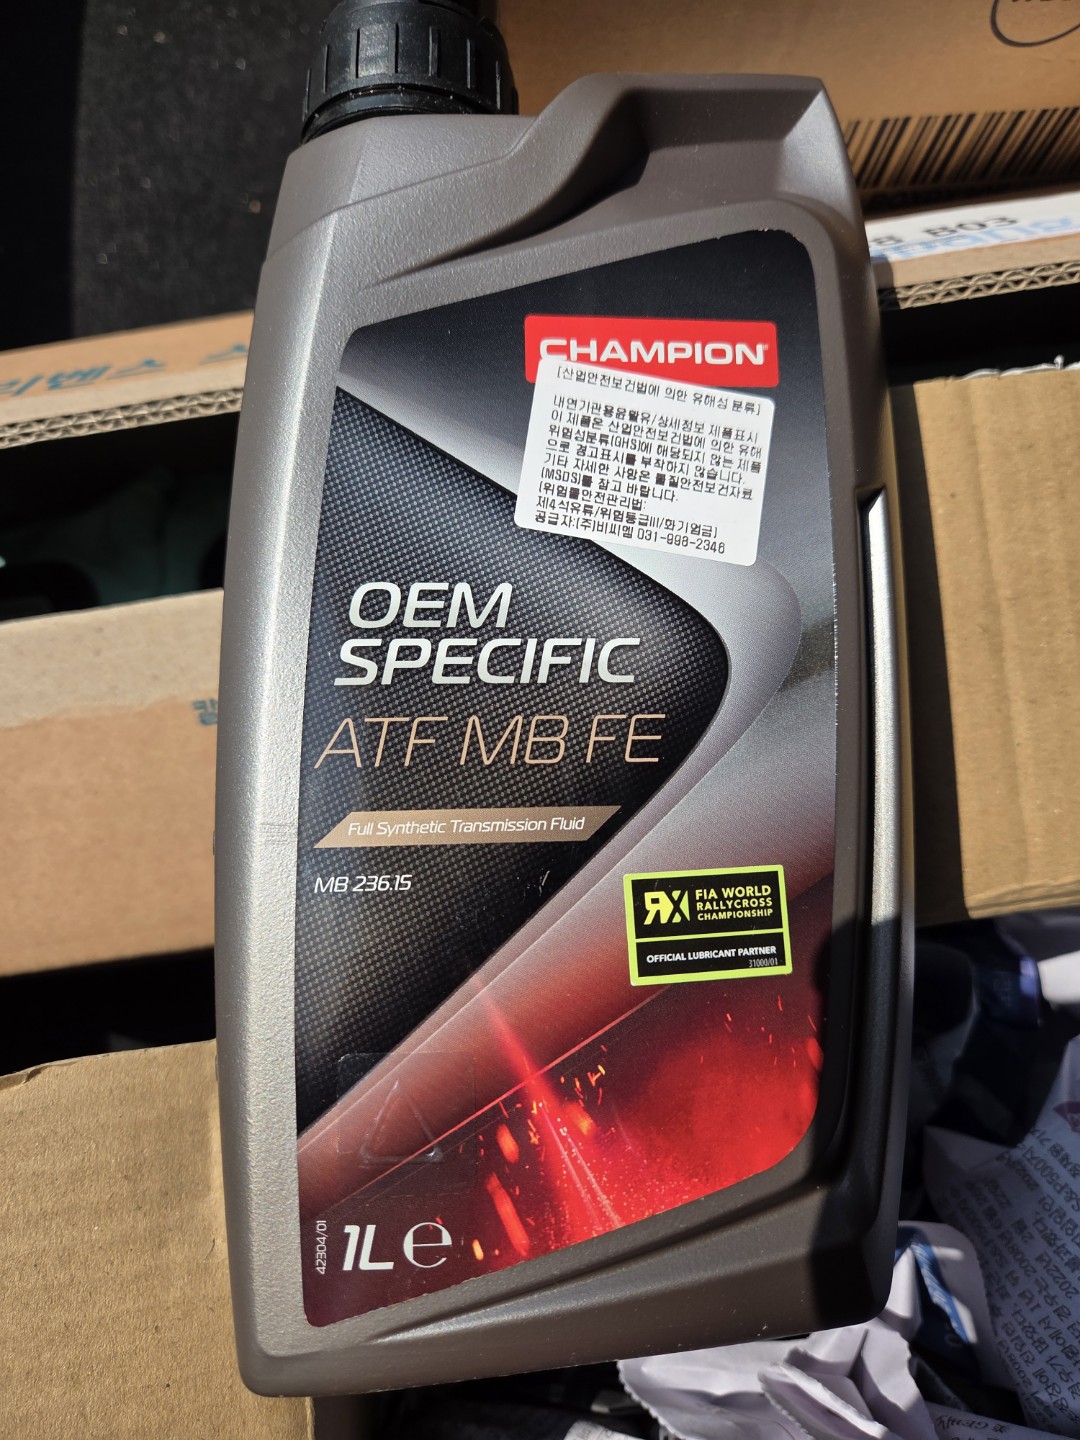 CHAMPION
[산업안전보건법에 의한 유해성 분류]
내연기관용윤활유/상세정보 제품표시
이 제품은 산업안전보건법에 의한 유해
위험성분류(GHS)에 해당되지 않는 제품
으로 경고표시를 부착하지 않습니다.
기타 자세한 사항은 물질안전보건자료
(MSDS)를 참고 바랍니다.
[위험물안전관리법:
제4석유류/위험등급III/화기엄금]
공급자:(주)비씨엠 031-998-2346
OEM
SPECIFIC
ATF MB FE
Full Synthetic Transmission Fluid
MB 236.15
RX
FIA WORLD
RALLYCROSS
CHAMPIONSHIP
OFFICIAL LUBRICANT PARTNER
31000/01
42304/01
1L e
B03